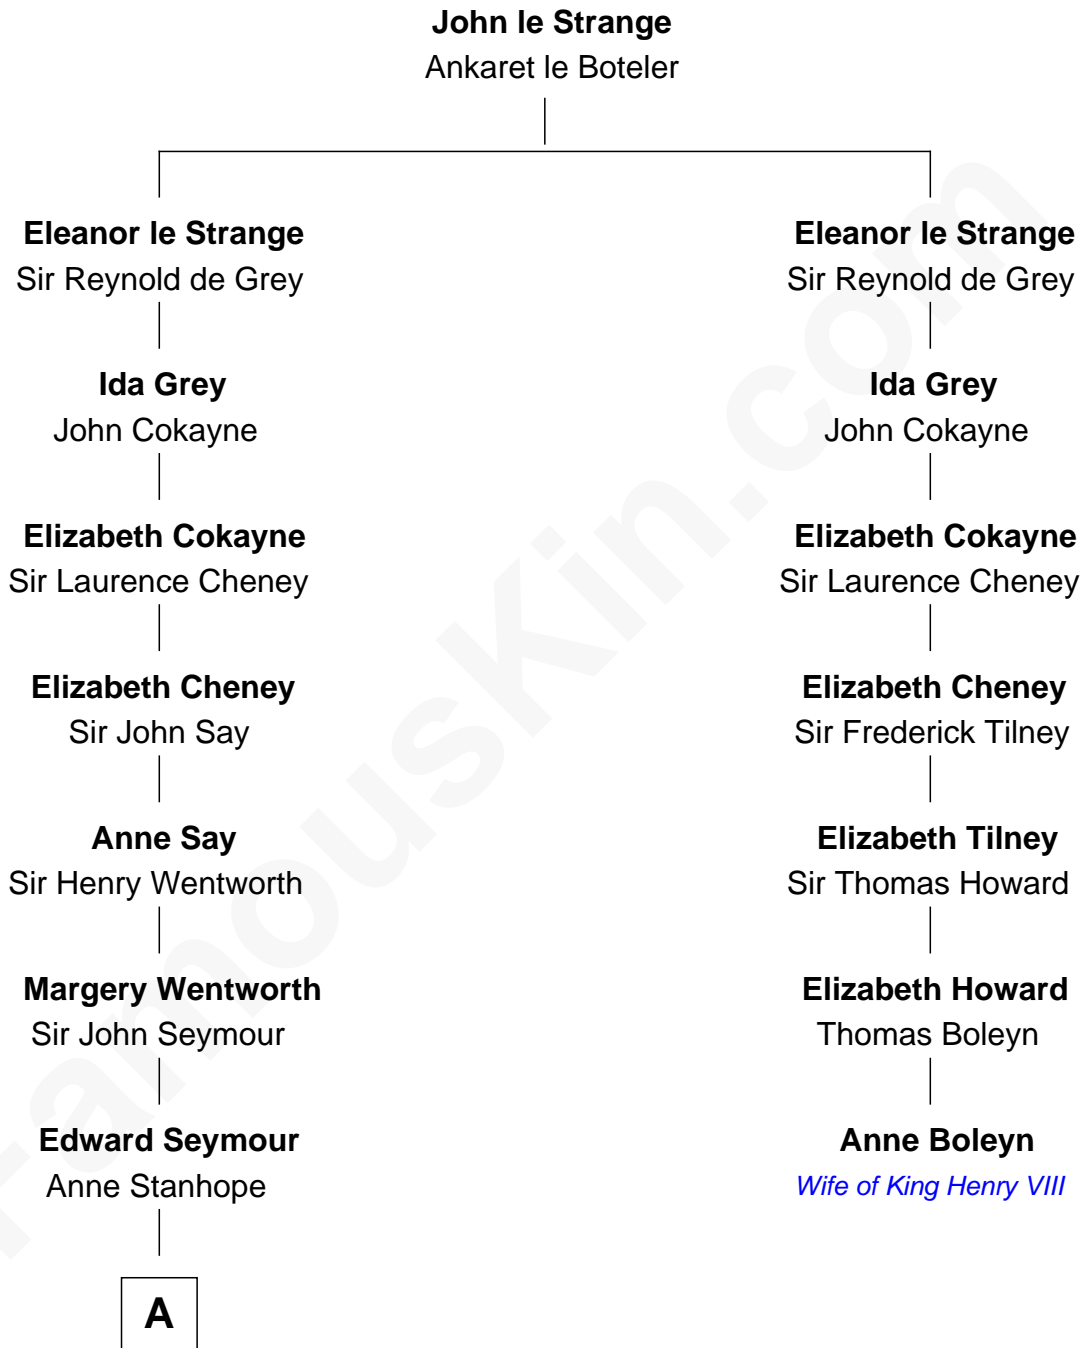 John le Strange
Ankaret le Boteler
Eleanor le Strange
Sir Reynold de Grey
Eleanor le Strange
Sir Reynold de Grey
Ida Grey
John Cokayne
Ida Grey
John Cokayne
Elizabeth Cokayne
Sir Laurence Cheney
Elizabeth Cokayne
Sir Laurence Cheney
Elizabeth Cheney
Sir John Say
Elizabeth Cheney
Sir Frederick Tilney
Anne Say
Sir Henry Wentworth
Elizabeth Tilney
Sir Thomas Howard
Margery Wentworth
Sir John Seymour
Elizabeth Howard
Thomas Boleyn
Edward Seymour
Anne Stanhope
Anne Boleyn
Wife of King Henry VIII
A
FamousKin.com